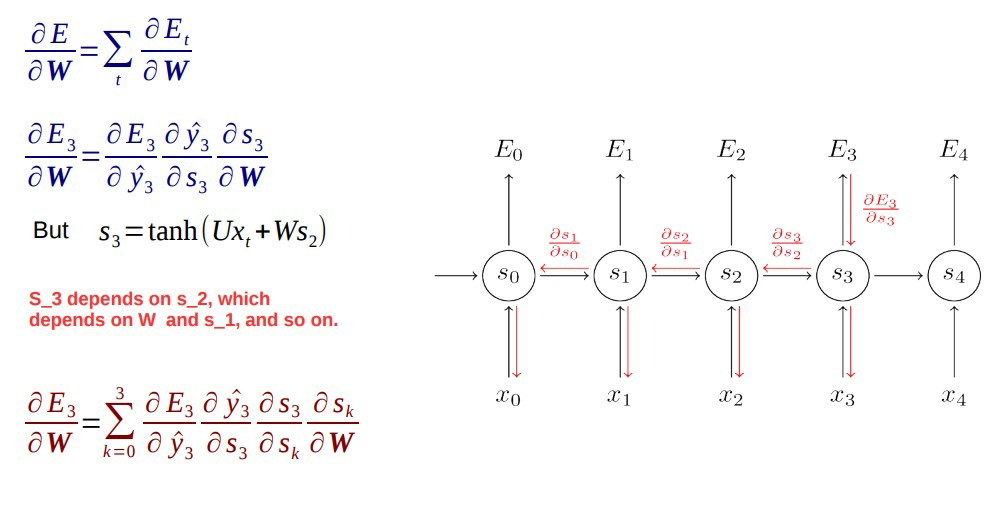 ∂E/∂W = ∑_t ∂E_t/∂W
∂E_3/∂W = ∂E_3/∂ŷ_3 ∂ŷ_3/∂s_3 ∂s_3/∂W
But s_3=tanh(Ux_t+Ws_2)
S_3 depends on s_2, which
depends on W and s_1, and so on.
∂E_3/∂W = ∑_{k=0}^{3} ∂E_3/∂ŷ_3 ∂ŷ_3/∂s_3 ∂s_3/∂s_k ∂s_k/∂W
E_0 E_1 E_2 E_3 E_4
∂E_3/∂s_3
∂s_1/∂s_0 ∂s_2/∂s_1 ∂s_3/∂s_2
s_0 s_1 s_2 s_3 s_4
x_0 x_1 x_2 x_3 x_4